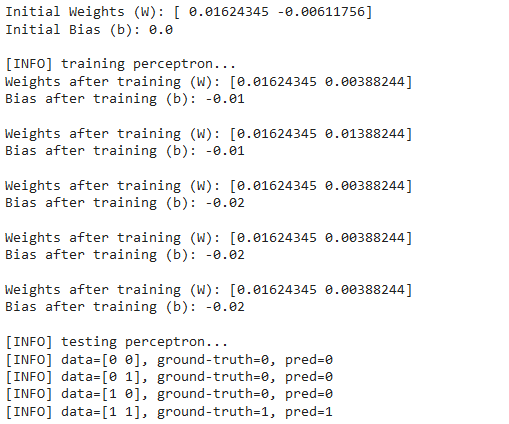 Initial Weights (W): [ 0.01624345 -0.00611756]
Initial Bias (b): 0.0
[INFO] training perceptron...
Weights after training (W): [0.01624345 0.00388244]
Bias after training (b): -0.01
Weights after training (W): [0.01624345 0.01388244]
Bias after training (b): -0.01
Weights after training (W): [0.01624345 0.00388244]
Bias after training (b): -0.02
Weights after training (W): [0.01624345 0.00388244]
Bias after training (b): -0.02
Weights after training (W): [0.01624345 0.00388244]
Bias after training (b): -0.02
[INFO] testing perceptron...
[INFO] data=[0 0], ground-truth=0, pred=0
[INFO] data=[0 1], ground-truth=0, pred=0
[INFO] data=[1 0], ground-truth=0, pred=0
[INFO] data=[1 1], ground-truth=1, pred=1